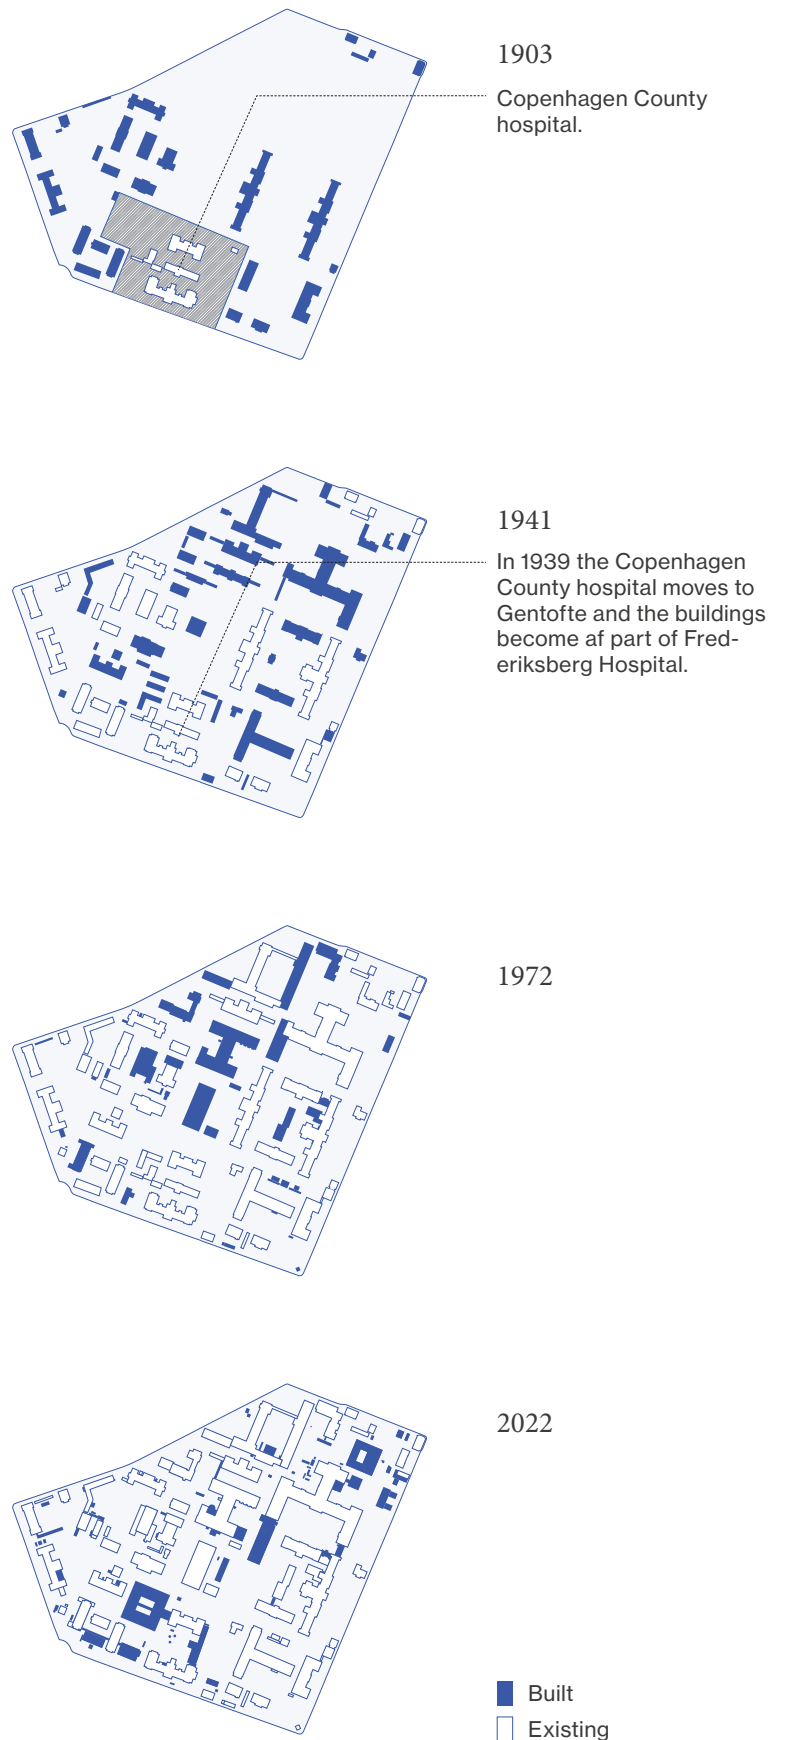 1903
Copenhagen County
hospital.
1941
In 1939 the Copenhagen
County hospital moves to
Gentofte and the buildings
become af part of Fred-
eriksberg Hospital.
1972
2022
Built
Existing